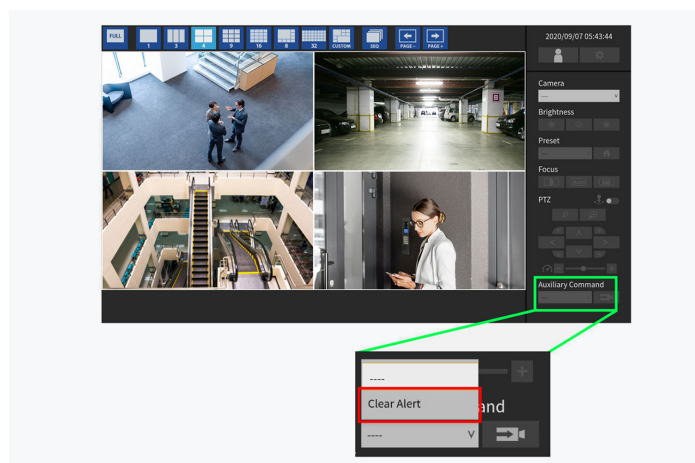 FULL
1
3
4
9
16
8
32
CUSTOM
SEQ
PAGE-
PAGE+
2020/09/07 05:43:44
Camera
---- V
Brightness
Preset
----
Focus
PTZ
Auxiliary Command
----
----
Clear Alert
and
---- V